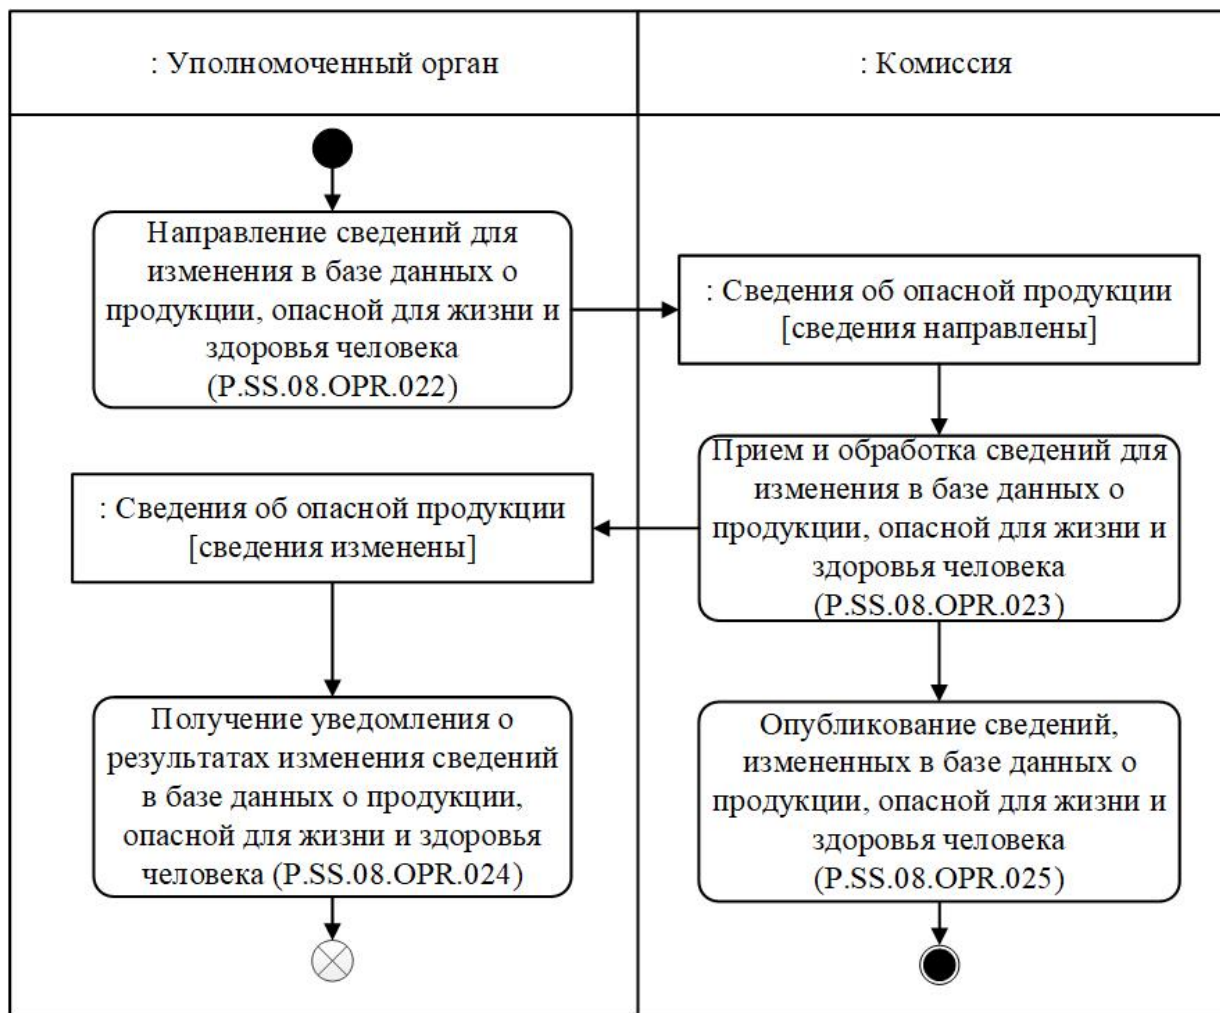 : Уполномоченный орган
: Комиссия
Направление сведений для
изменения в базе данных о
продукции, опасной для жизни и
здоровья человека
(P.SS.08.OPR.022)
: Сведения об опасной продукции
[сведения направлены]
Прием и обработка сведений для
изменения в базе данных о
продукции, опасной для жизни и
здоровья человека
(P.SS.08.OPR.023)
: Сведения об опасной продукции
[сведения изменены]
Получение уведомления о
результатах изменения сведений
в базе данных о продукции,
опасной для жизни и здоровья
человека (P.SS.08.OPR.024)
Опубликование сведений,
измененных в базе данных о
продукции, опасной для жизни и
здоровья человека
(P.SS.08.OPR.025)